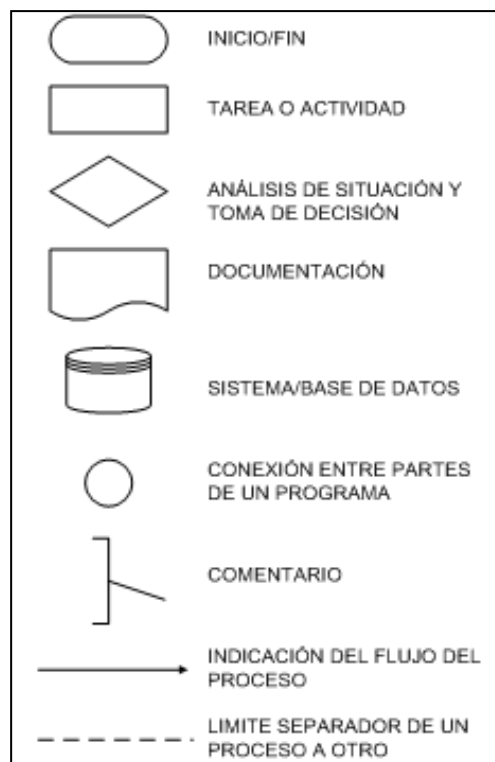 INICIO/FIN
TAREA O ACTIVIDAD
ANÁLISIS DE SITUACIÓN Y
TOMA DE DECISIÓN
DOCUMENTACIÓN
SISTEMA/BASE DE DATOS
CONEXIÓN ENTRE PARTES
DE UN PROGRAMA
COMENTARIO
INDICACIÓN DEL FLUJO DEL
PROCESO
LIMITE SEPARADOR DE UN
PROCESO A OTRO